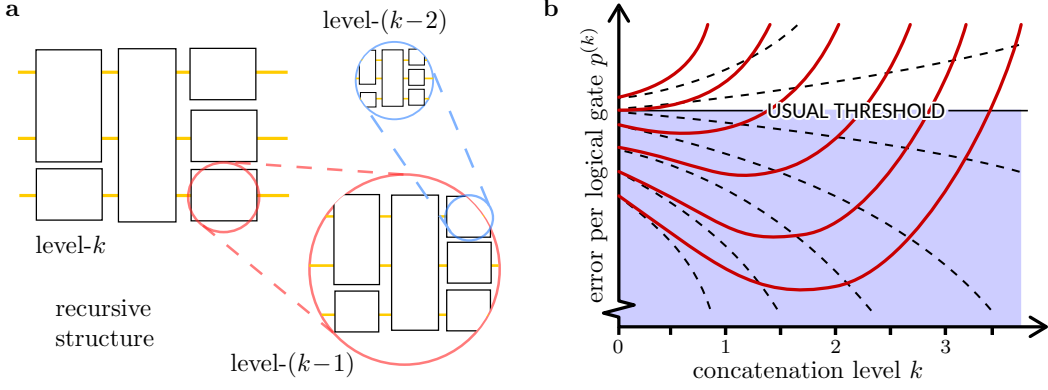 a
level-k
recursive
structure
level-(k−1)
level-(k−2)
b
error per logical gate p^(k)
USUAL THRESHOLD
0 1 2 3
concatenation level k